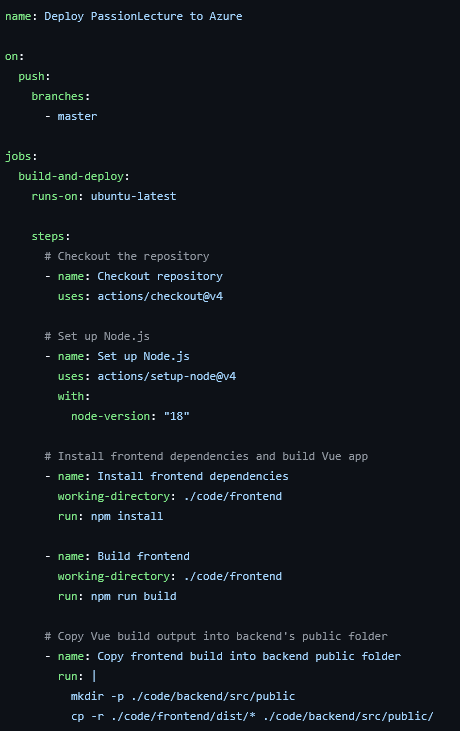 name: Deploy PassionLecture to Azure
on:
push:
branches:
- master
jobs:
build-and-deploy:
runs-on: ubuntu-latest
steps:
# Checkout the repository
- name: Checkout repository
uses: actions/checkout@v4
# Set up Node.js
- name: Set up Node.js
uses: actions/setup-node@v4
with:
node-version: "18"
# Install frontend dependencies and build Vue app
- name: Install frontend dependencies
working-directory: ./code/frontend
run: npm install
- name: Build frontend
working-directory: ./code/frontend
run: npm run build
# Copy Vue build output into backend's public folder
- name: Copy frontend build into backend public folder
run: |
mkdir -p ./code/backend/src/public
cp -r ./code/frontend/dist/* ./code/backend/src/public/